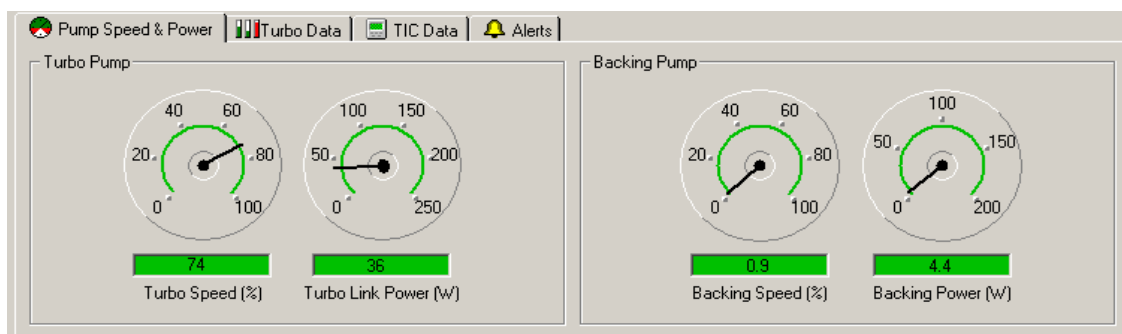 Pump Speed & Power Turbo Data TIC Data Alerts
Turbo Pump
40 60
20 80
0 100
74
Turbo Speed (%)
100 150
50 200
0 250
36
Turbo Link Power (W)
Backing Pump
40 60
20 80
0 100
0.9
Backing Speed (%)
100
50 150
0 200
4.4
Backing Power (W)